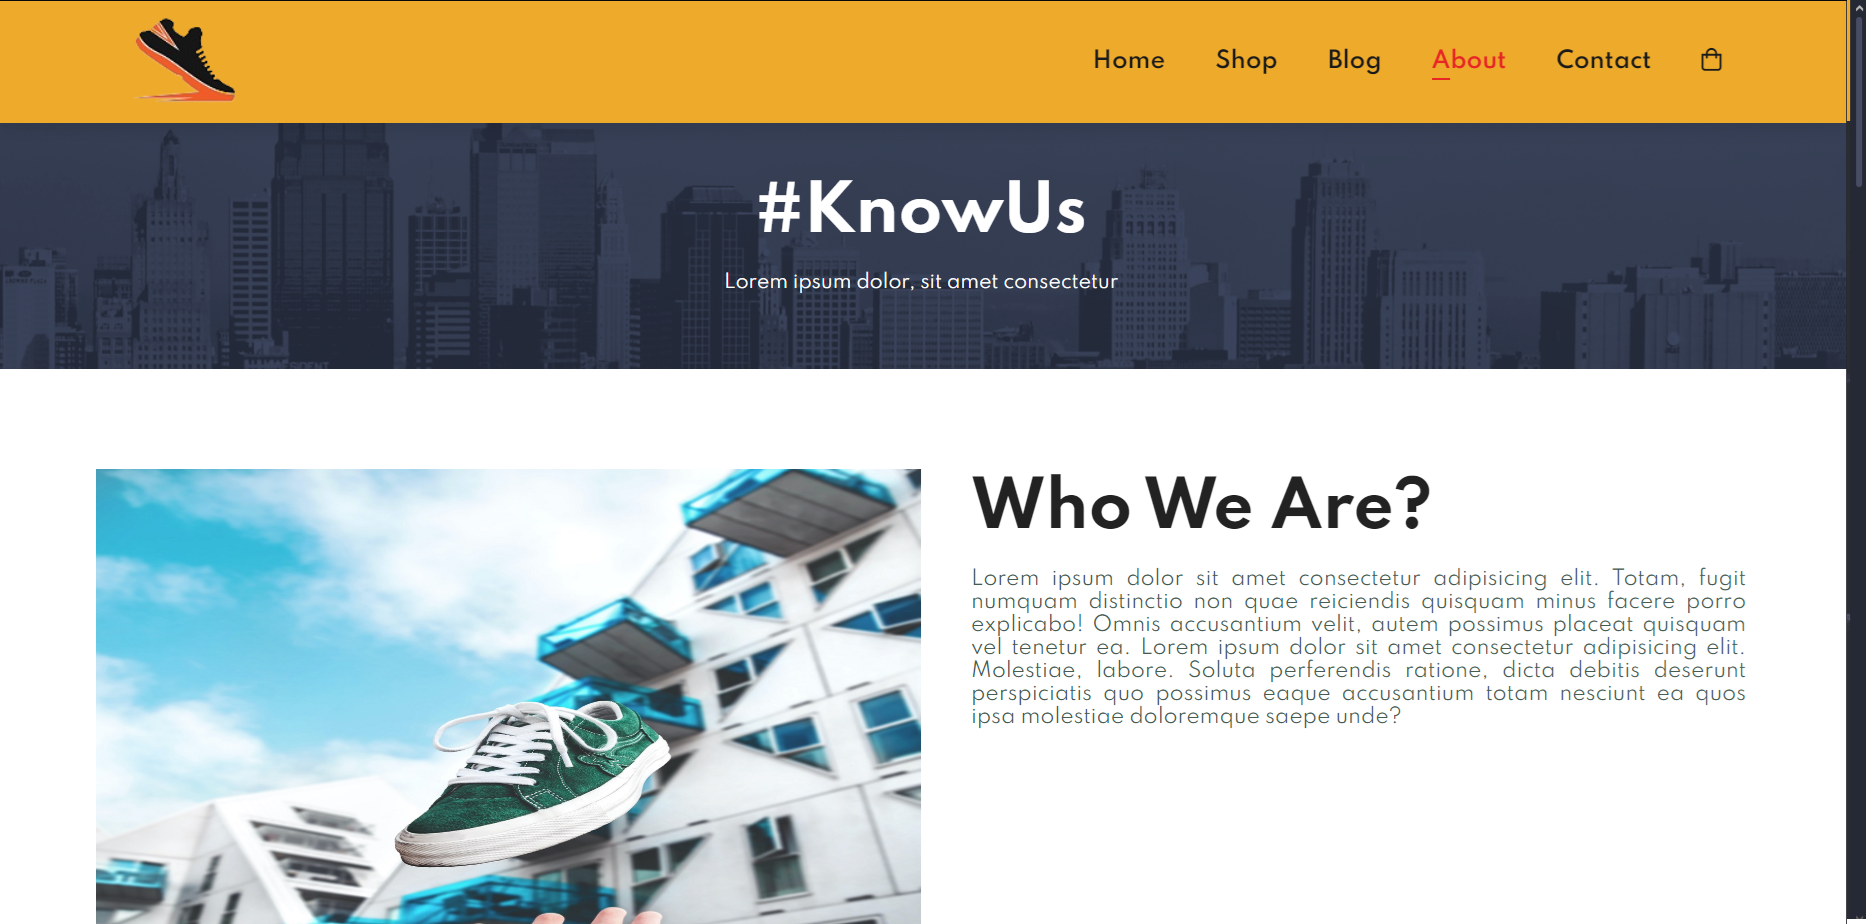 Home Shop Blog About Contact
#KnowUs
Lorem ipsum dolor, sit amet consectetur
Who We Are?
Lorem ipsum dolor sit amet consectetur adipisicing elit. Totam, fugit
numquam distinctio non quae reiciendis quisquam minus facere porro
explicabo! Omnis accusantium velit, autem possimus placeat quisquam
vel tenetur ea. Lorem ipsum dolor sit amet consectetur adipisicing elit.
Molestiae, labore. Soluta perferendis ratione, dicta debitis deserunt
perspiciatis quo possimus eaque accusantium totam nesciunt ea quos
ipsa molestiae doloremque saepe unde?